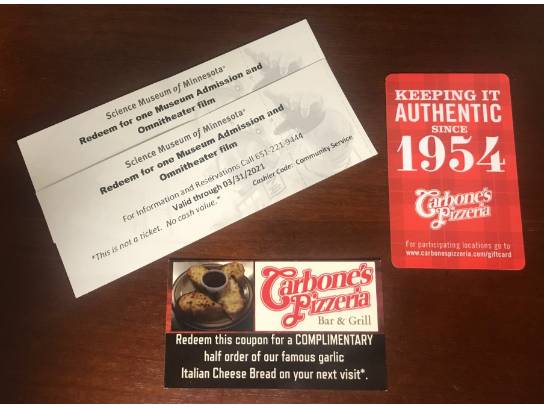 Science Museum of Minnesota®
Redeem for one Museum Admission and
Omnitheater film
Science Museum of Minnesota®
Redeem for one Museum Admission and
Omnitheater film
For Information and Reservations Call 651-221-9444
Valid through 03/31/2021
Cashier Code: Community Service
*This is not a ticket. No cash value.*
KEEPING IT
AUTHENTIC
SINCE
1954
Carbone's
Pizzeria
For participating locations go to
www.carbonespizzeria.com/giftcard
Carbone's
Pizzeria
Bar & Grill
Redeem this coupon for a COMPLIMENTARY
half order of our famous garlic
Italian Cheese Bread on your next visit*.